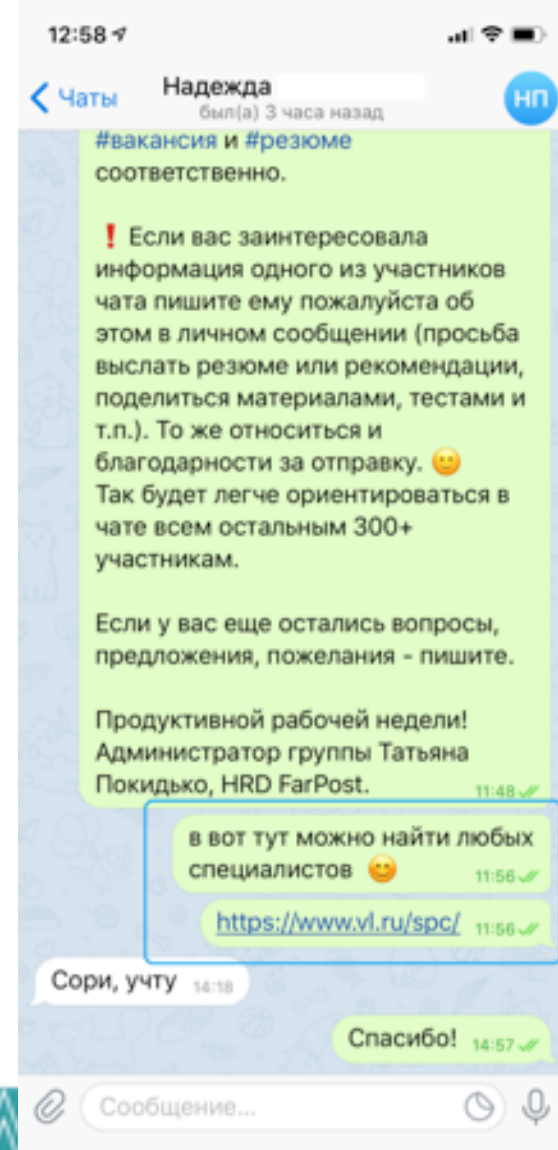 12:58
Чаты
Надежда
был(а) 3 часа назад
НП
#вакансия и #резюме
соответственно.
❗ Если вас заинтересовала
информация одного из участников
чата пишите ему пожалуйста об
этом в личном сообщении (просьба
выслать резюме или рекомендации,
поделиться материалами, тестами и
т.п.). То же относиться и
благодарности за отправку. 🙂
Так будет легче ориентироваться в
чате всем остальным 300+
участникам.
Если у вас еще остались вопросы,
предложения, пожелания - пишите.
Продуктивной рабочей недели!
Администратор группы Татьяна
Покидько, HRD FarPost.
11:48
в вот тут можно найти любых
специалистов 😊
11:56
https://www.vl.ru/spc/ 11:56
Сори, учту 14:18
Спасибо! 14:57
Сообщение...